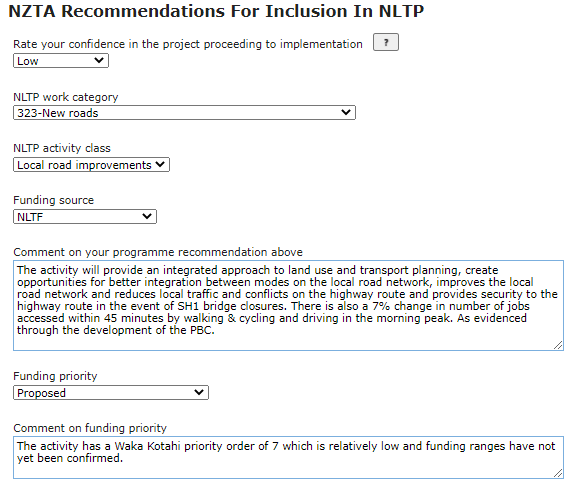 NZTA Recommendations For Inclusion In NLTP
Rate your confidence in the project proceeding to implementation ?
Low
NLTP work category
323-New roads
NLTP activity class
Local road improvements
Funding source
NLTF
Comment on your programme recommendation above
The activity will provide an integrated approach to land use and transport planning, create
opportunities for better integration between modes on the local road network, improves the local
road network and reduces local traffic and conflicts on the highway route and provides security to the
highway route in the event of SH1 bridge closures. There is also a 7% change in number of jobs
accessed within 45 minutes by walking & cycling and driving in the morning peak. As evidenced
through the development of the PBC.
Funding priority
Proposed
Comment on funding priority
The activity has a Waka Kotahi priority order of 7 which is relatively low and funding ranges have not
yet been confirmed.